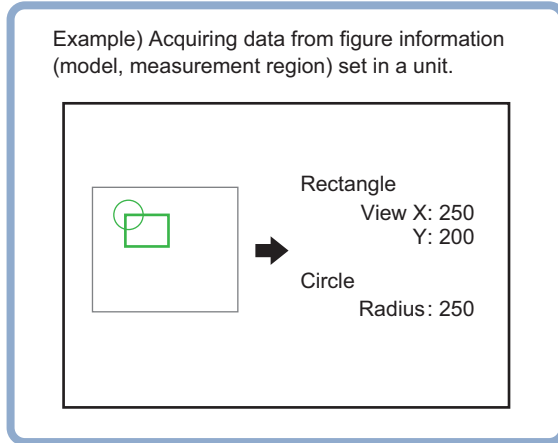 Example) Acquiring data from figure information
(model, measurement region) set in a unit.
Rectangle
View X: 250
Y: 200
Circle
Radius: 250